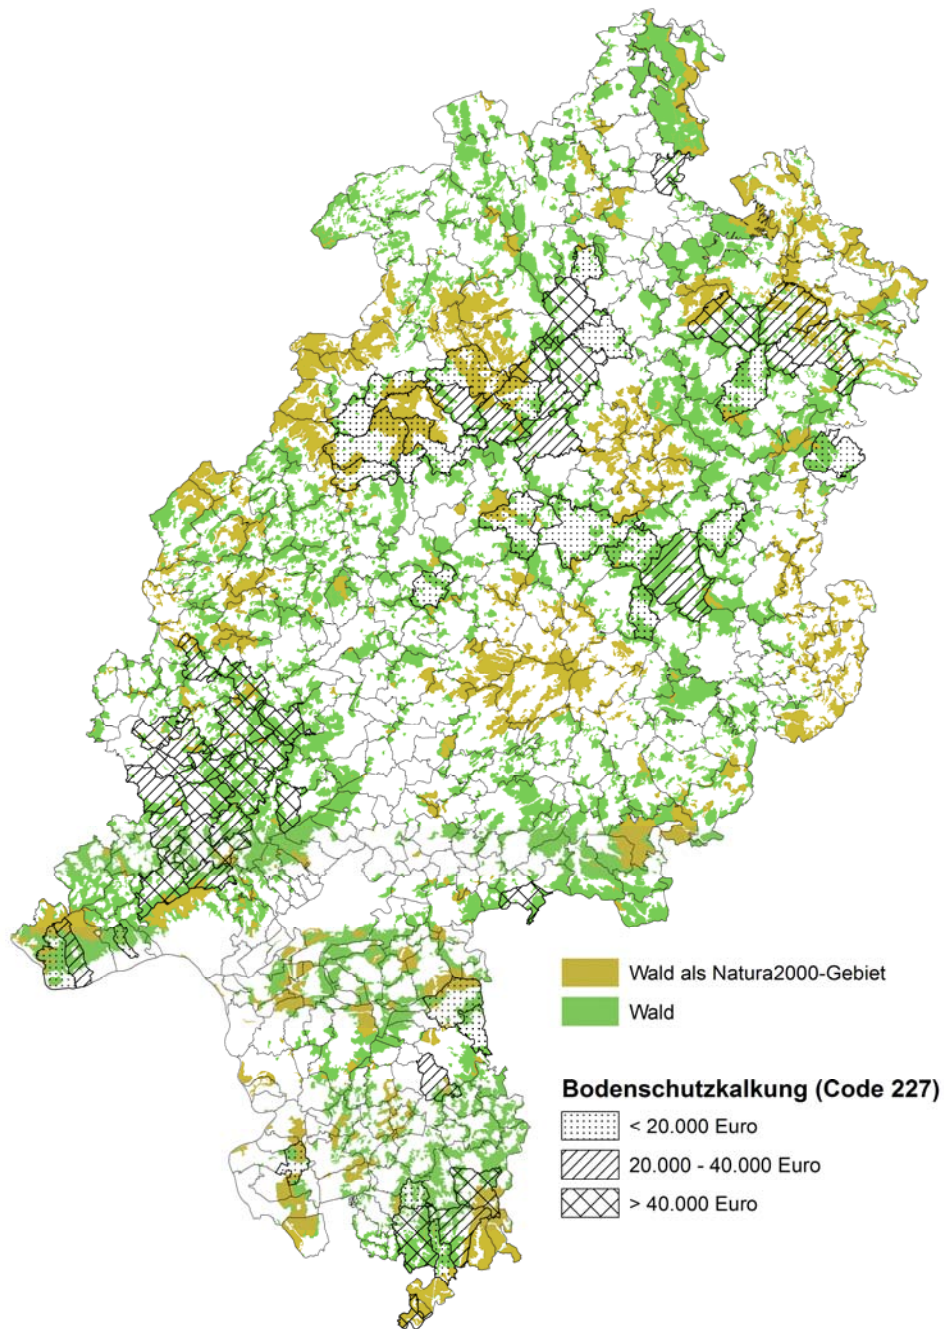 Wald als Natura2000-Gebiet
Wald
Bodenschutzkalkung (Code 227)
< 20.000 Euro
20.000 - 40.000 Euro
> 40.000 Euro